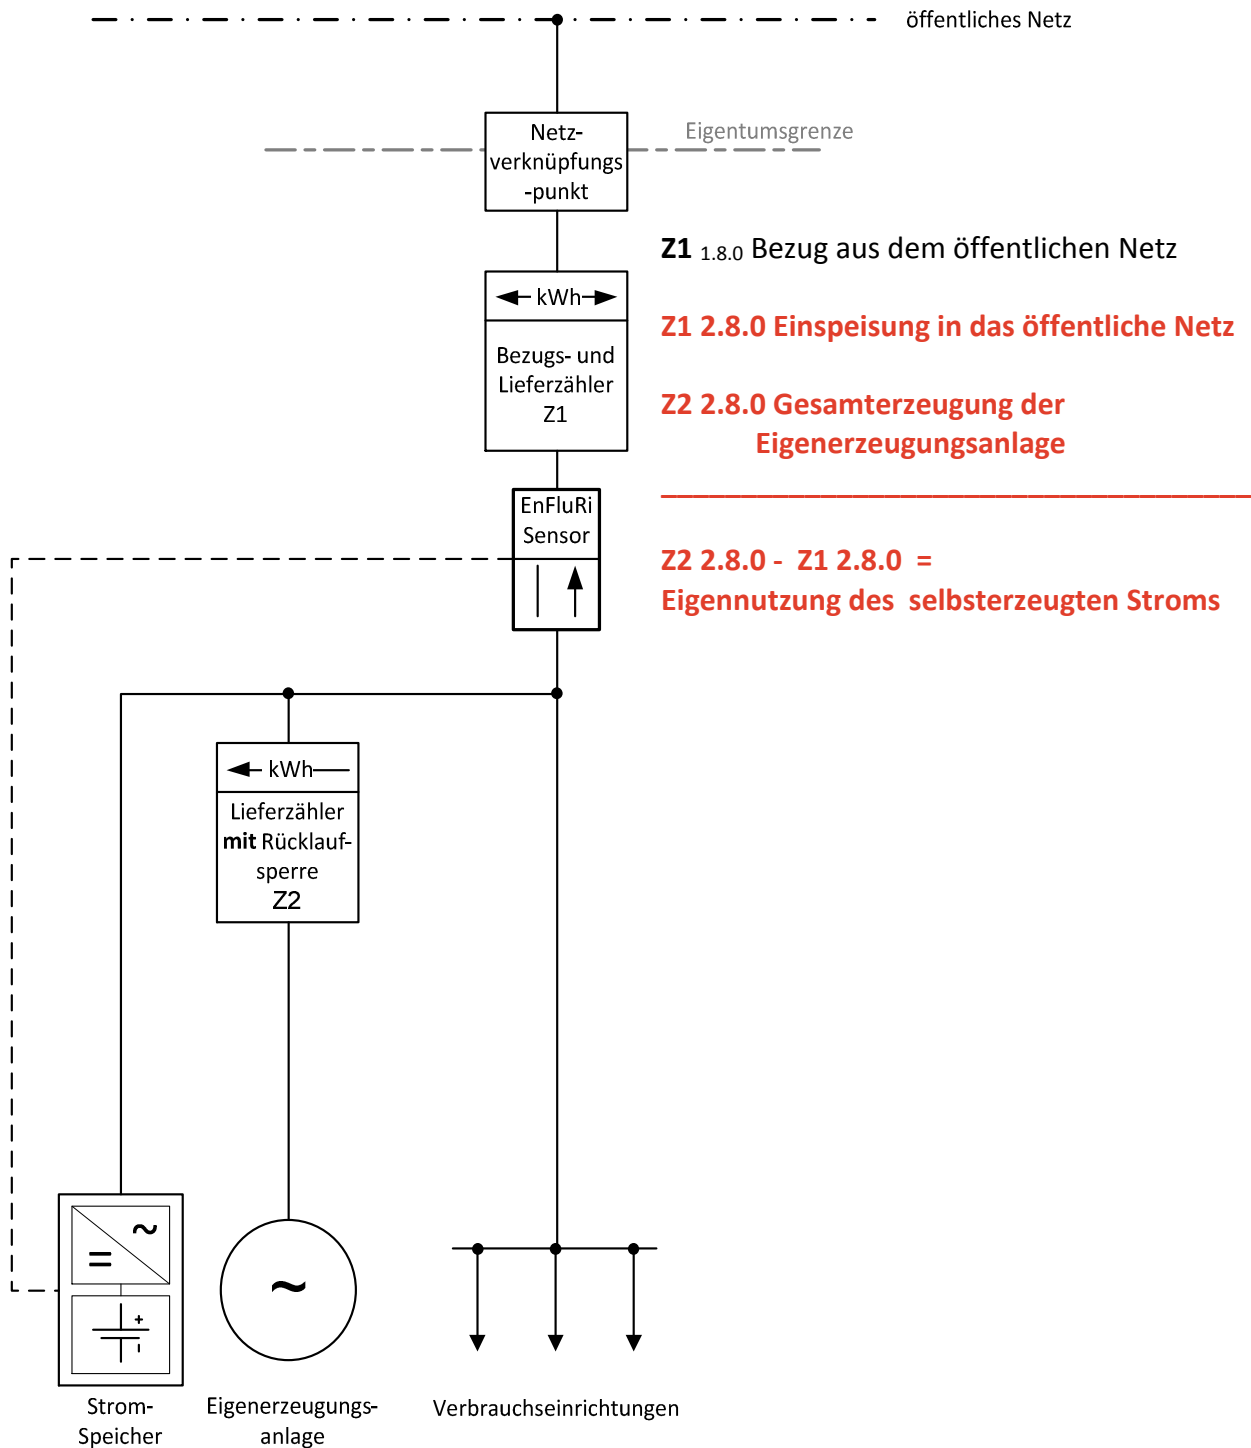 öffentliches Netz
Netz-
verknüpfungs
-punkt
Eigentumsgrenze
Z1 1.8.0 Bezug aus dem öffentlichen Netz
kWh
Bezugs- und
Lieferzähler
Z1
Z1 2.8.0 Einspeisung in das öffentliche Netz
Z2 2.8.0 Gesamterzeugung der
Eigenerzeugungsanlage
EnFluRi
Sensor
Z2 2.8.0 - Z1 2.8.0 =
Eigennutzung des selbsterzeugten Stroms
kWh
Lieferzähler
mit Rücklauf-
sperre
Z2
~
=
~
+
-
Strom-
Speicher
Eigenerzeugungs-
anlage
Verbrauchseinrichtungen